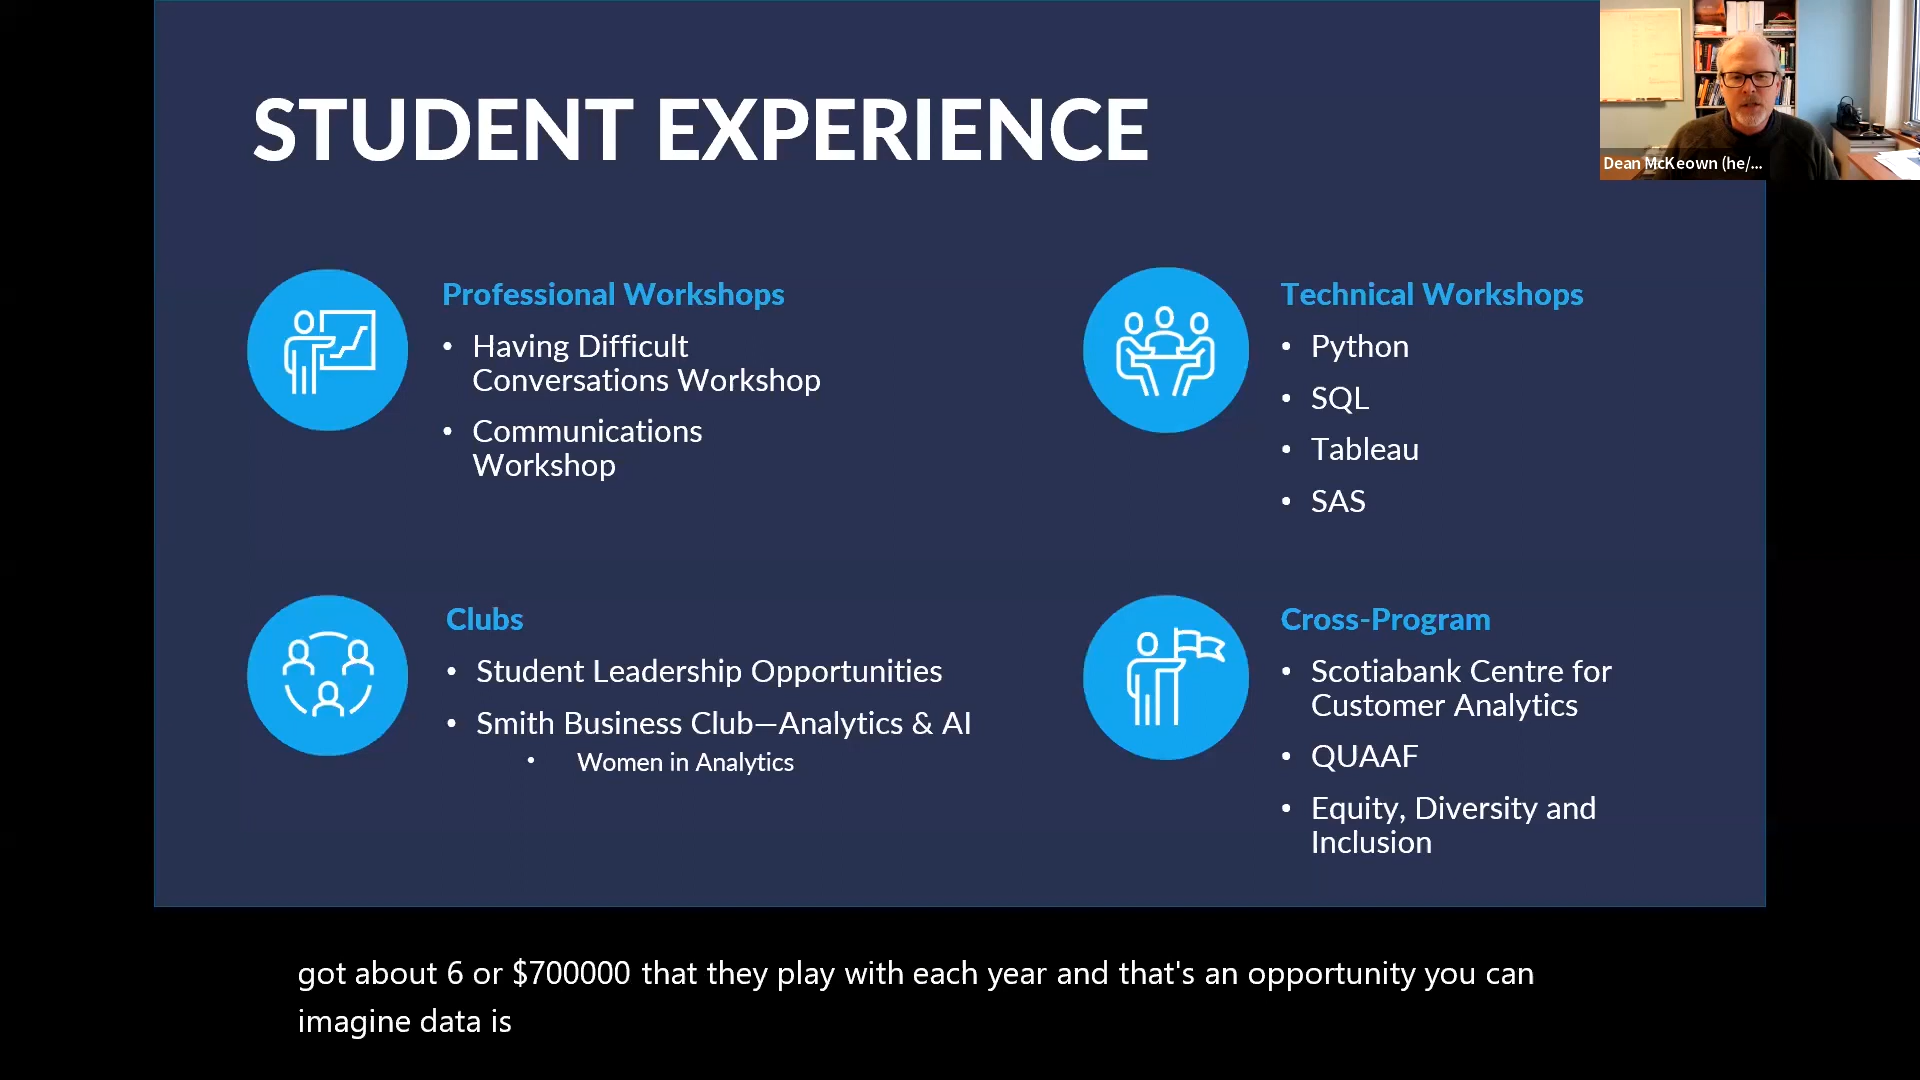 STUDENT EXPERIENCE
Dean McKeown (he/...
Professional Workshops
• Having Difficult
Conversations Workshop
• Communications
Workshop
Technical Workshops
• Python
• SQL
• Tableau
• SAS
Clubs
• Student Leadership Opportunities
• Smith Business Club—Analytics & AI
• Women in Analytics
Cross-Program
• Scotiabank Centre for
Customer Analytics
• QUAAF
• Equity, Diversity and
Inclusion
got about 6 or $700000 that they play with each year and that's an opportunity you can
imagine data is